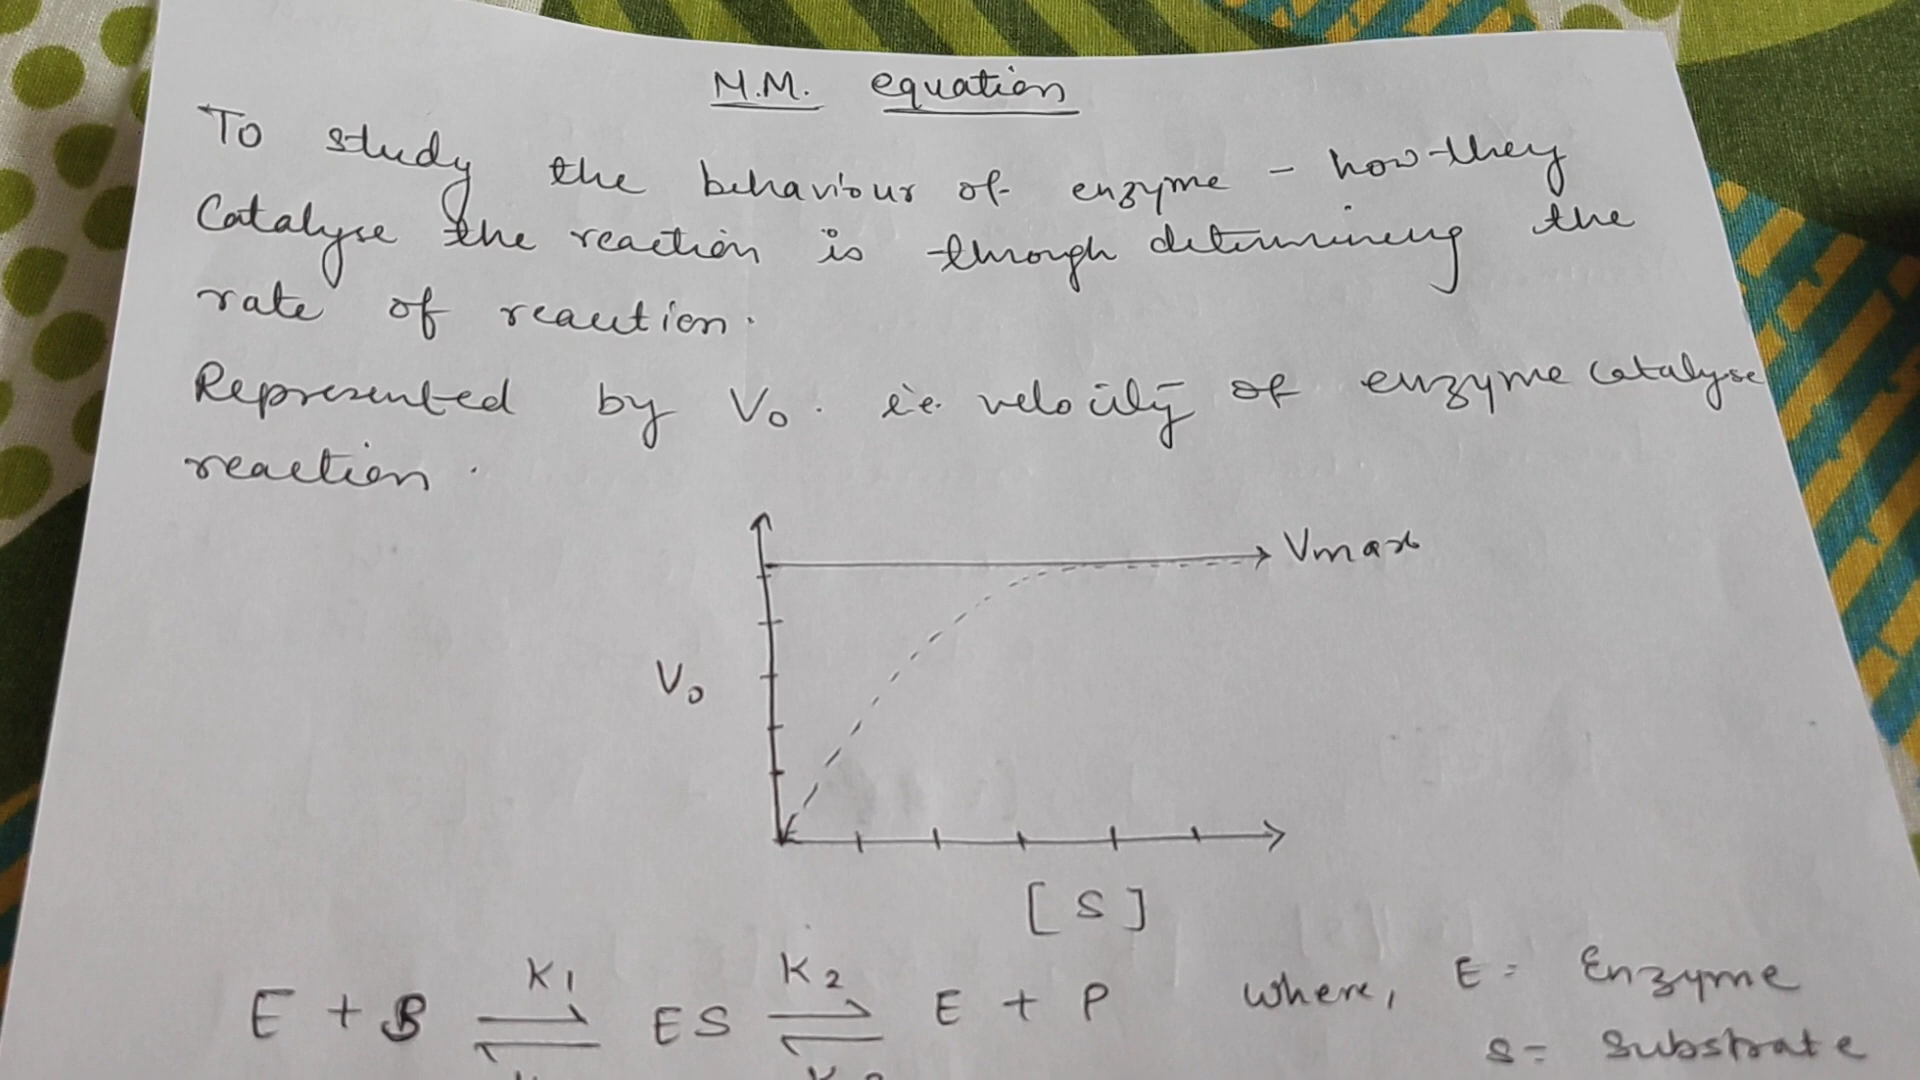 M.M. equation
To study the behaviour of enzyme - how they
Catalyse the reaction is through determining the
rate of reaction.
Represented by V₀. i.e. velocity of enzyme catalyse
reaction.
Vmax
V₀
[S]
K1 K2
E + S ⇌ ES ⇌ E + P where, E = Enzyme
S = Substrate